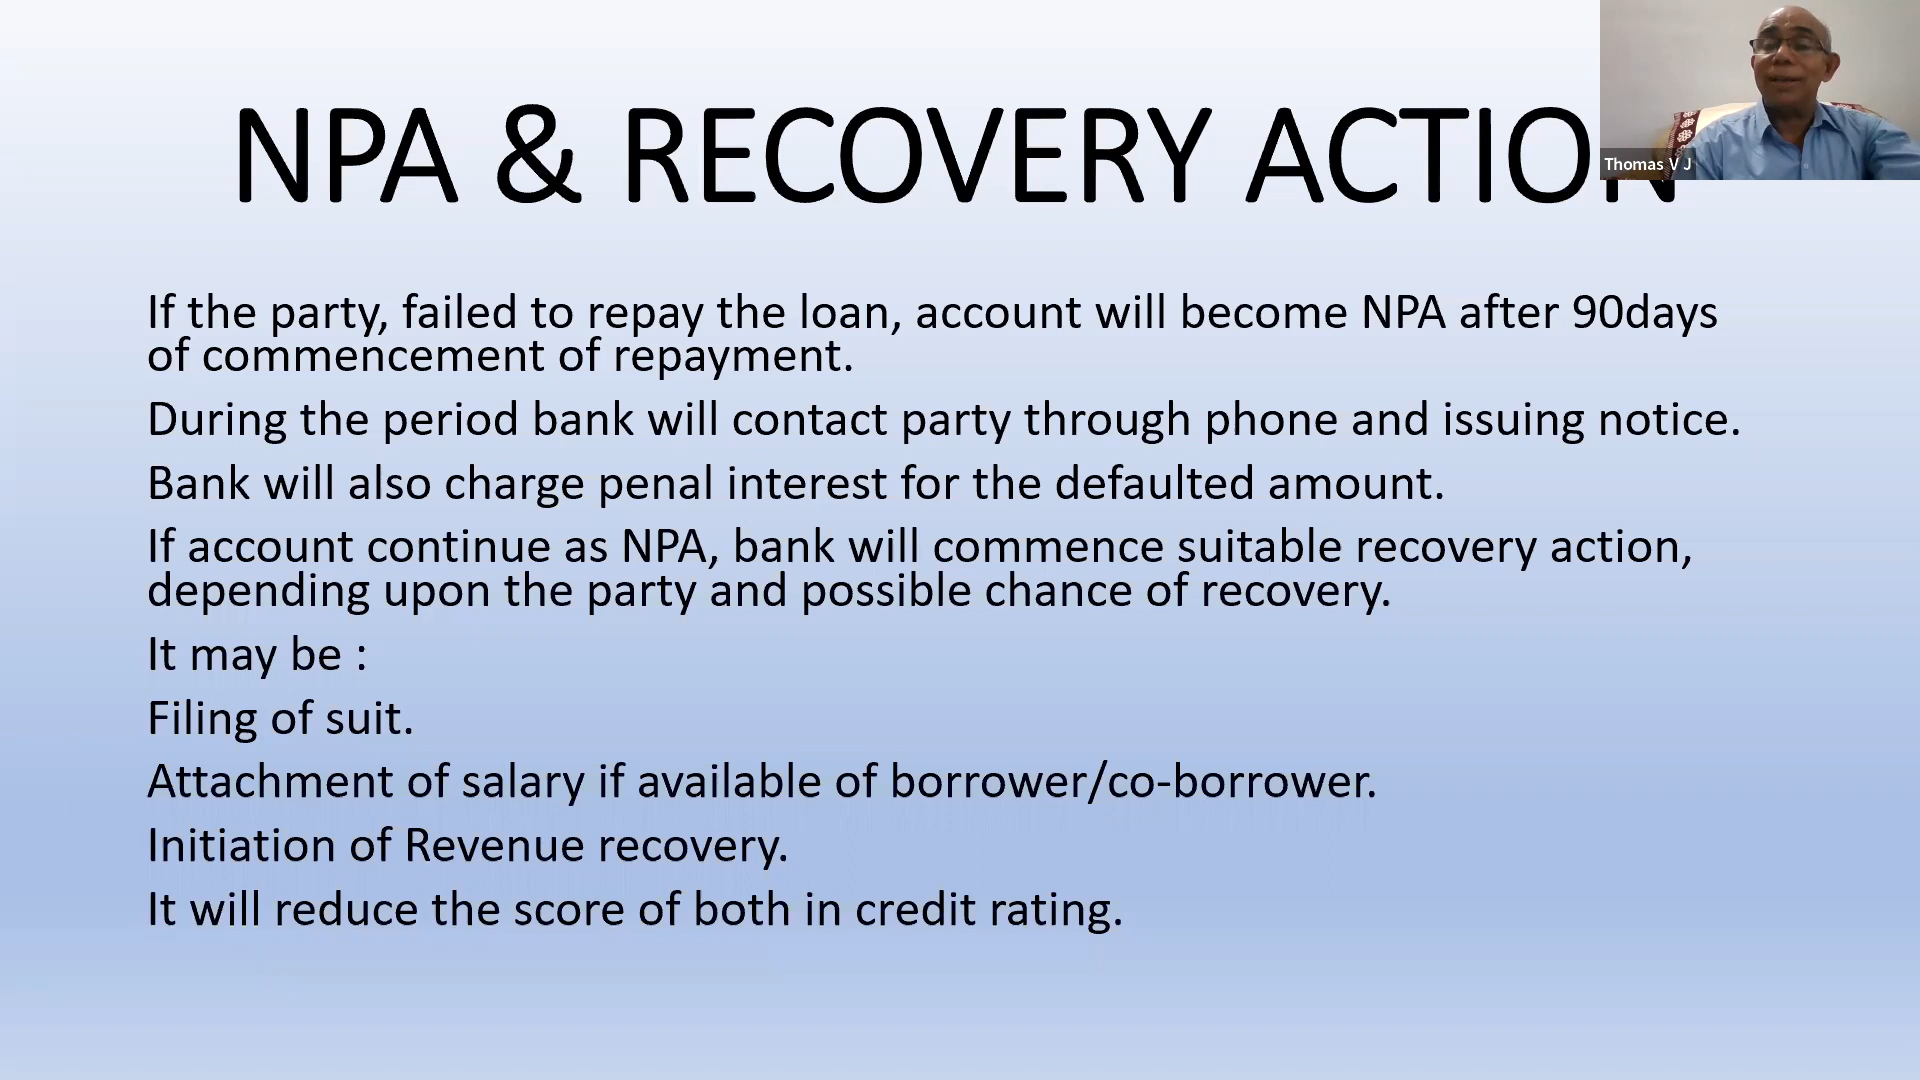 NPA & RECOVERY ACTION
Thomas V J
If the party, failed to repay the loan, account will become NPA after 90days
of commencement of repayment.
During the period bank will contact party through phone and issuing notice.
Bank will also charge penal interest for the defaulted amount.
If account continue as NPA, bank will commence suitable recovery action,
depending upon the party and possible chance of recovery.
It may be :
Filing of suit.
Attachment of salary if available of borrower/co-borrower.
Initiation of Revenue recovery.
It will reduce the score of both in credit rating.